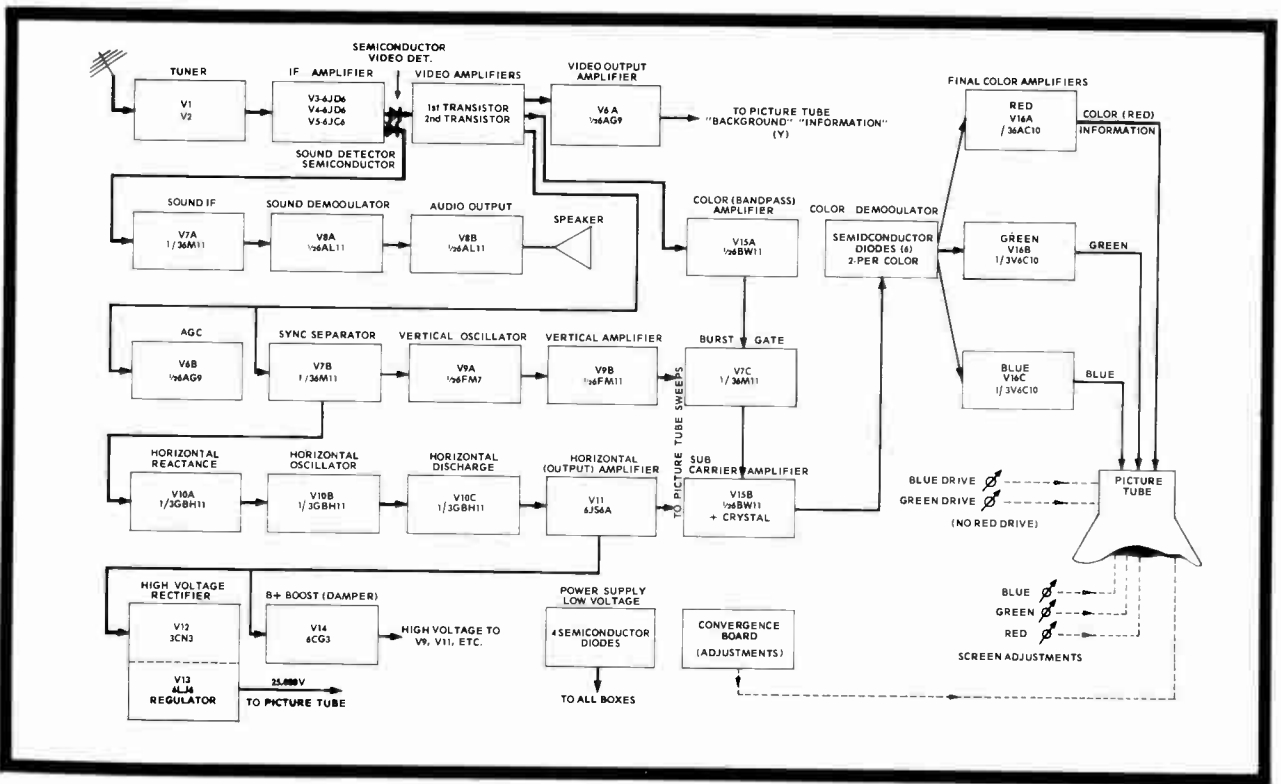 SEMICONDUCTOR
VIDEO DET.
TUNER
V1
V2
IF AMPLIFIER
V3-6JD6
V4-6JD6
V5-6JC6
VIDEO AMPLIFIERS
1st TRANSISTOR
2nd TRANSISTOR
VIDEO OUTPUT
AMPLIFIER
V6A
½6AG9
TO PICTURE TUBE
"BACKGROUND" "INFORMATION"
(Y)
SOUND DETECTOR
SEMICONDUCTOR
FINAL COLOR AMPLIFIERS
RED
V16A
/36AC10
COLOR (RED)
INFORMATION
SOUND IF
V7A
1/36M11
SOUND DEMODULATOR
V8A
½6AL11
AUDIO OUTPUT
V8B
½6AL11
SPEAKER
COLOR (BANDPASS)
AMPLIFIER
V15A
½6BW11
COLOR DEMODULATOR
SEMIDCONDUCTOR
DIODES (6)
2-PER COLOR
GREEN
V16B
1/3V6C10
GREEN
AGC
V6B
½6AG9
SYNC SEPARATOR
V7B
1/36M11
VERTICAL OSCILLATOR
V9A
½6FM7
VERTICAL AMPLIFIER
V9B
½6FM11
TO PICTURE TUBE SWEEPS
BURST GATE
V7C
1/36M11
BLUE
V16C
1/3V6C10
BLUE
HORIZONTAL
REACTANCE
V10A
1/3GBH11
HORIZONTAL
OSCILLATOR
V10B
1/3GBH11
HORIZONTAL
DISCHARGE
V10C
1/3GBH11
HORIZONTAL
(OUTPUT) AMPLIFIER
V11
6JS6A
SUB
CARRIER AMPLIFIER
V15B
½6BW11
+ CRYSTAL
BLUE DRIVE
GREEN DRIVE
(NO RED DRIVE)
PICTURE
TUBE
HIGH VOLTAGE
RECTIFIER
V12
3CN3
V13
6LJ6
REGULATOR
25,000V
TO PICTURE TUBE
B+ BOOST (DAMPER)
V14
6CG3
HIGH VOLTAGE TO
V9, V11, ETC.
POWER SUPPLY
LOW VOLTAGE
4 SEMICONDUCTOR
DIODES
TO ALL BOXES
CONVERGENCE
BOARD
(ADJUSTMENTS)
BLUE
GREEN
RED
SCREEN ADJUSTMENTS